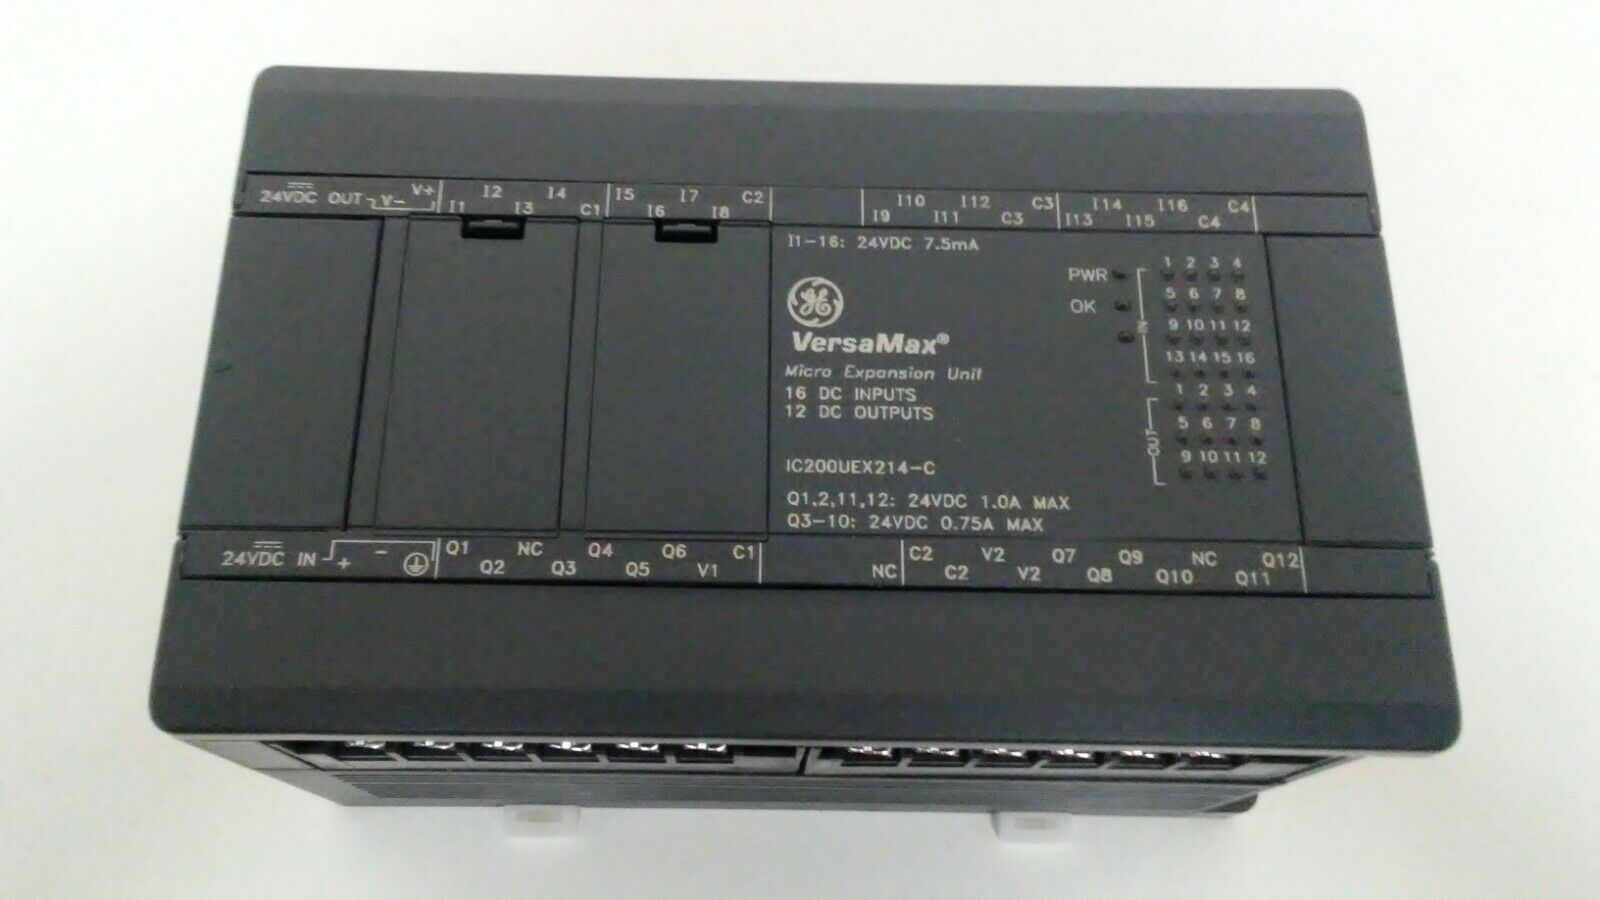 24VDC OUT V- V+ I1 I2 I3 I4 C1 I5 I6 I7 I8 C2 I9 I10 I11 I12 C3 C3 I13 I14 I15 I16 C4 C4
I1-16: 24VDC 7.5mA
GE
VersaMax®
Micro Expansion Unit
16 DC INPUTS
12 DC OUTPUTS
IC200UEX214-C
Q1,2,11,12: 24VDC 1.0A MAX
Q3-10: 24VDC 0.75A MAX
PWR
OK
IN
1 2 3 4
5 6 7 8
9 10 11 12
13 14 15 16
OUT
1 2 3 4
5 6 7 8
9 10 11 12
24VDC IN + - Q1 Q2 NC Q3 Q4 Q5 Q6 V1 C1 NC C2 C2 V2 V2 Q7 Q8 Q9 Q10 NC Q11 Q12